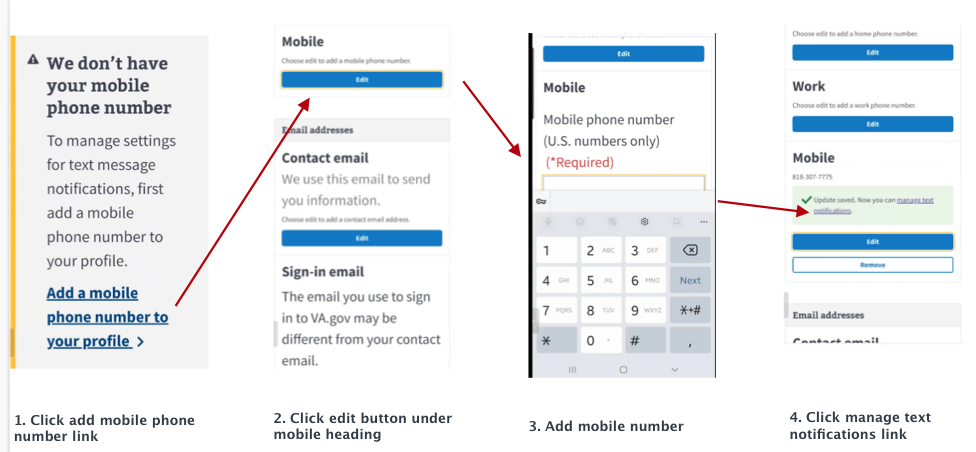 We don't have
your mobile
phone number
To manage settings
for text message
notifications, first
add a mobile
phone number to
your profile.
Add a mobile
phone number to
your profile >
1. Click add mobile phone
number link
Mobile
Choose edit to add a mobile phone number.
Edit
Email addresses
Contact email
We use this email to send
you information.
Choose edit to add a contact email address.
Edit
Sign-in email
The email you use to sign
in to VA.gov may be
different from your contact
email.
2. Click edit button under
mobile heading
Edit
Mobile
Mobile phone number
(U.S. numbers only)
(*Required)
1 2 ABC 3 DEF
4 GHI 5 JKL 6 MNO Next
7 PQRS 8 TUV 9 WXYZ *+#
* 0 # ,
3. Add mobile number
Choose edit to add a home phone number.
Edit
Work
Choose edit to add a work phone number.
Edit
Mobile
818-307-7775
Update saved. Now you can manage text
notifications.
Edit
Remove
Email addresses
Contact email
4. Click manage text
notifications link